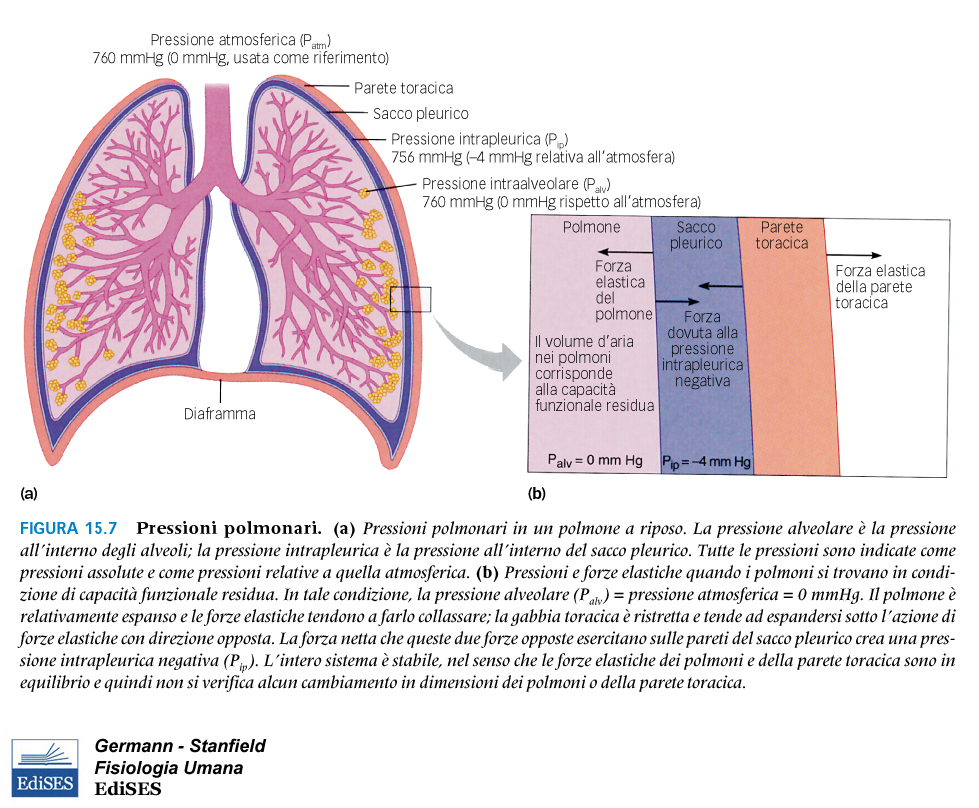 Pressione atmosferica (Patm)
760 mmHg (0 mmHg, usata come riferimento)
Parete toracica
Sacco pleurico
Pressione intrapleurica (Pip)
756 mmHg (–4 mmHg relativa all'atmosfera)
Pressione intraalveolare (Palv)
760 mmHg (0 mmHg rispetto all'atmosfera)
Diaframma
(a)
Polmone
Sacco
pleurico
Parete
toracica
Forza
elastica
del
polmone
Forza
dovuta alla
pressione
intrapleurica
negativa
Forza elastica
della parete
toracica
Il volume d'aria
nei polmoni
corrisponde
alla capacità
funzionale residua
Palv = 0 mm Hg
Pip = –4 mm Hg
(b)
FIGURA 15.7 Pressioni polmonari. (a) Pressioni polmonari in un polmone a riposo. La pressione alveolare è la pressione
all'interno degli alveoli; la pressione intrapleurica è la pressione all'interno del sacco pleurico. Tutte le pressioni sono indicate come
pressioni assolute e come pressioni relative a quella atmosferica. (b) Pressioni e forze elastiche quando i polmoni si trovano in condi-
zione di capacità funzionale residua. In tale condizione, la pressione alveolare (Palv) = pressione atmosferica = 0 mmHg. Il polmone è
relativamente espanso e le forze elastiche tendono a farlo collassare; la gabbia toracica è ristretta e tende ad espandersi sotto l'azione di
forze elastiche con direzione opposta. La forza netta che queste due forze opposte esercitano sulle pareti del sacco pleurico crea una pres-
sione intrapleurica negativa (Pip). L'intero sistema è stabile, nel senso che le forze elastiche dei polmoni e della parete toracica sono in
equilibrio e quindi non si verifica alcun cambiamento in dimensioni dei polmoni o della parete toracica.
EdiSES
Germann - Stanfield
Fisiologia Umana
EdiSES